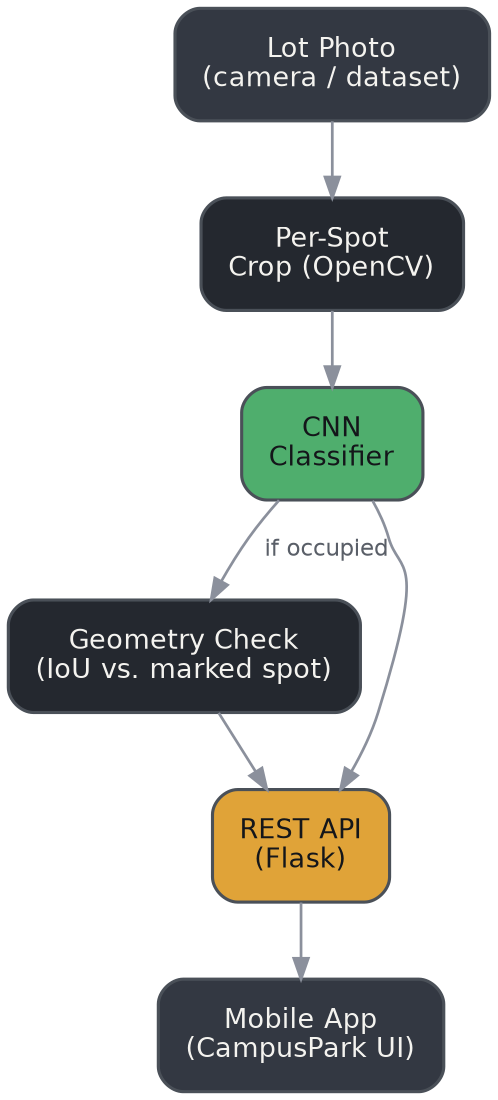 Lot Photo
(camera / dataset)
Per-Spot
Crop (OpenCV)
CNN
Classifier
if occupied
Geometry Check
(IoU vs. marked spot)
REST API
(Flask)
Mobile App
(CampusPark UI)